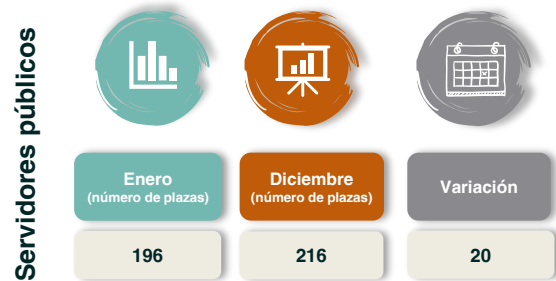 Servidores públicos
Enero
(número de plazas)
Diciembre
(número de plazas)
Variación
196
216
20